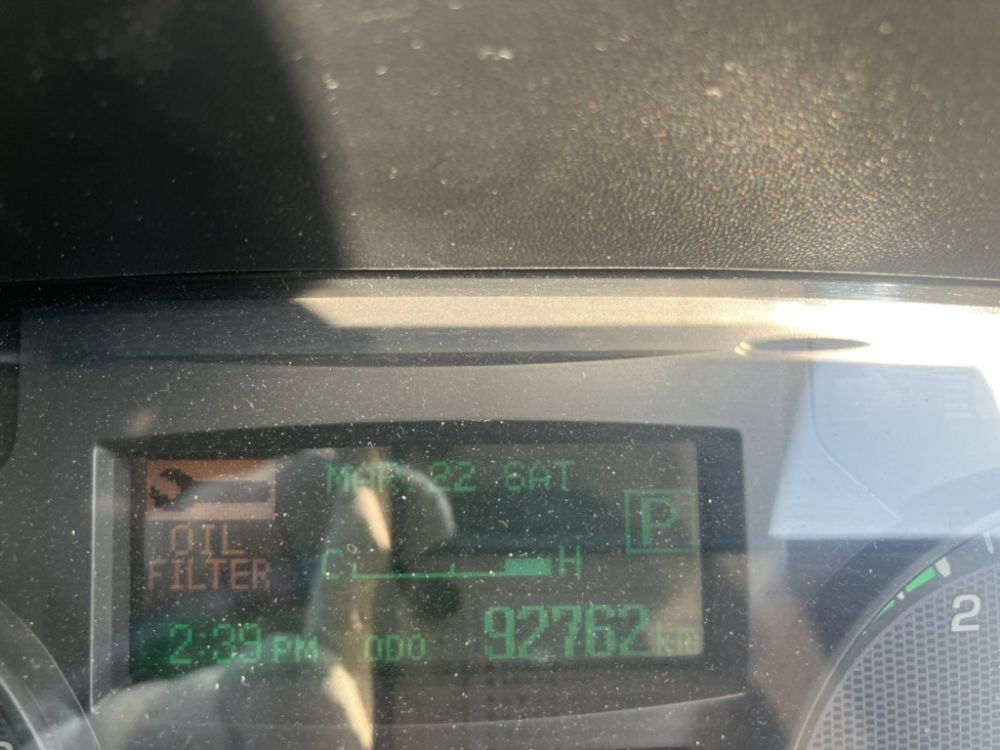 MAR 22 SAT
P
OIL
FILTER
C H
2:39 PM ODO 92762 km
2